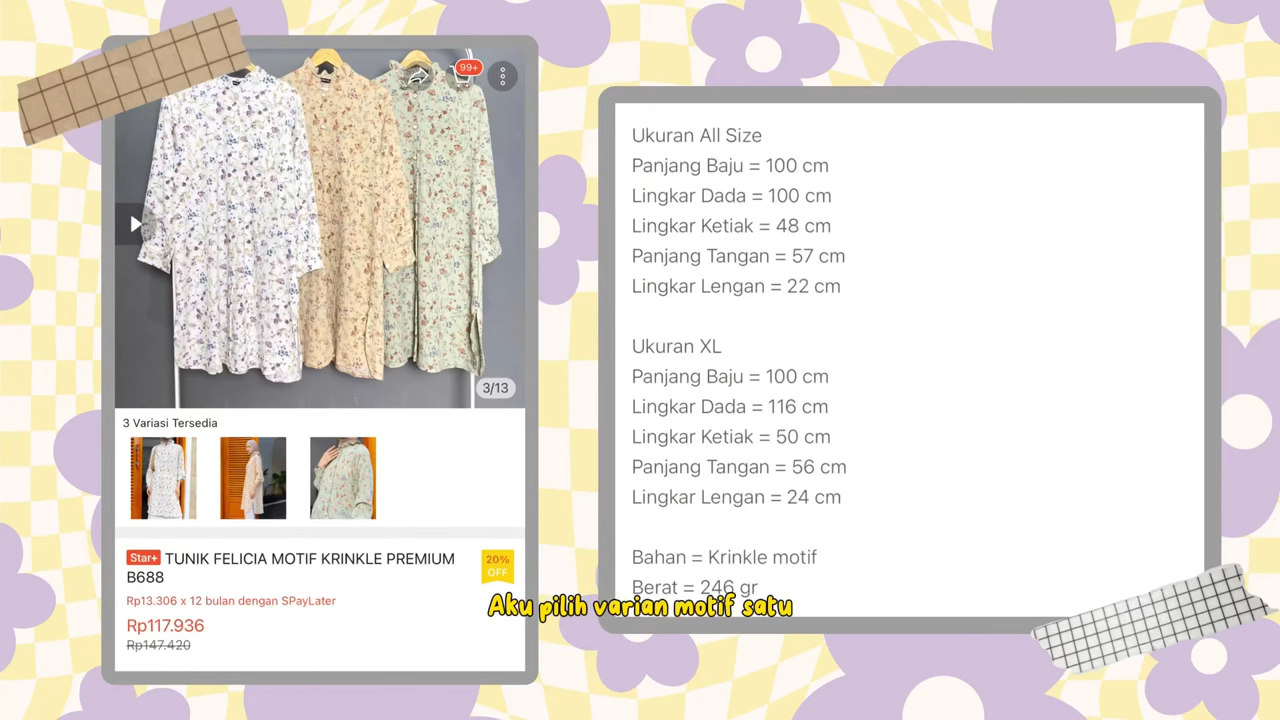 99+
3/13
3 Variasi Tersedia
Star+ TUNIK FELICIA MOTIF KRINKLE PREMIUM
B688
20%
OFF
Rp13.306 x 12 bulan dengan SPayLater
Rp117.936
Rp147.420
Ukuran All Size
Panjang Baju = 100 cm
Lingkar Dada = 100 cm
Lingkar Ketiak = 48 cm
Panjang Tangan = 57 cm
Lingkar Lengan = 22 cm
Ukuran XL
Panjang Baju = 100 cm
Lingkar Dada = 116 cm
Lingkar Ketiak = 50 cm
Panjang Tangan = 56 cm
Lingkar Lengan = 24 cm
Bahan = Krinkle motif
Berat = 246 gr
Aku pilih varian motif satu